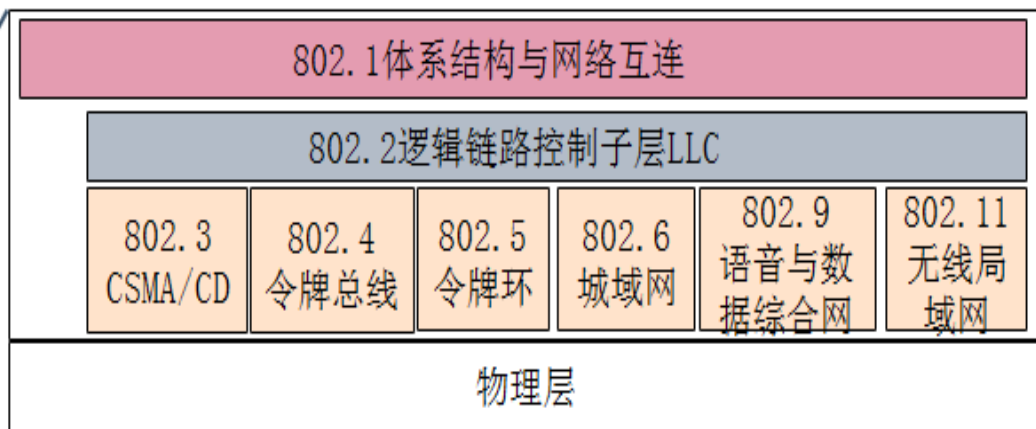 802.1体系结构与网络互连
802.2逻辑链路控制子层LLC
802.3
CSMA/CD
802.4
令牌总线
802.5
令牌环
802.6
城域网
802.9
语音与数
据综合网
802.11
无线局
域网
物理层